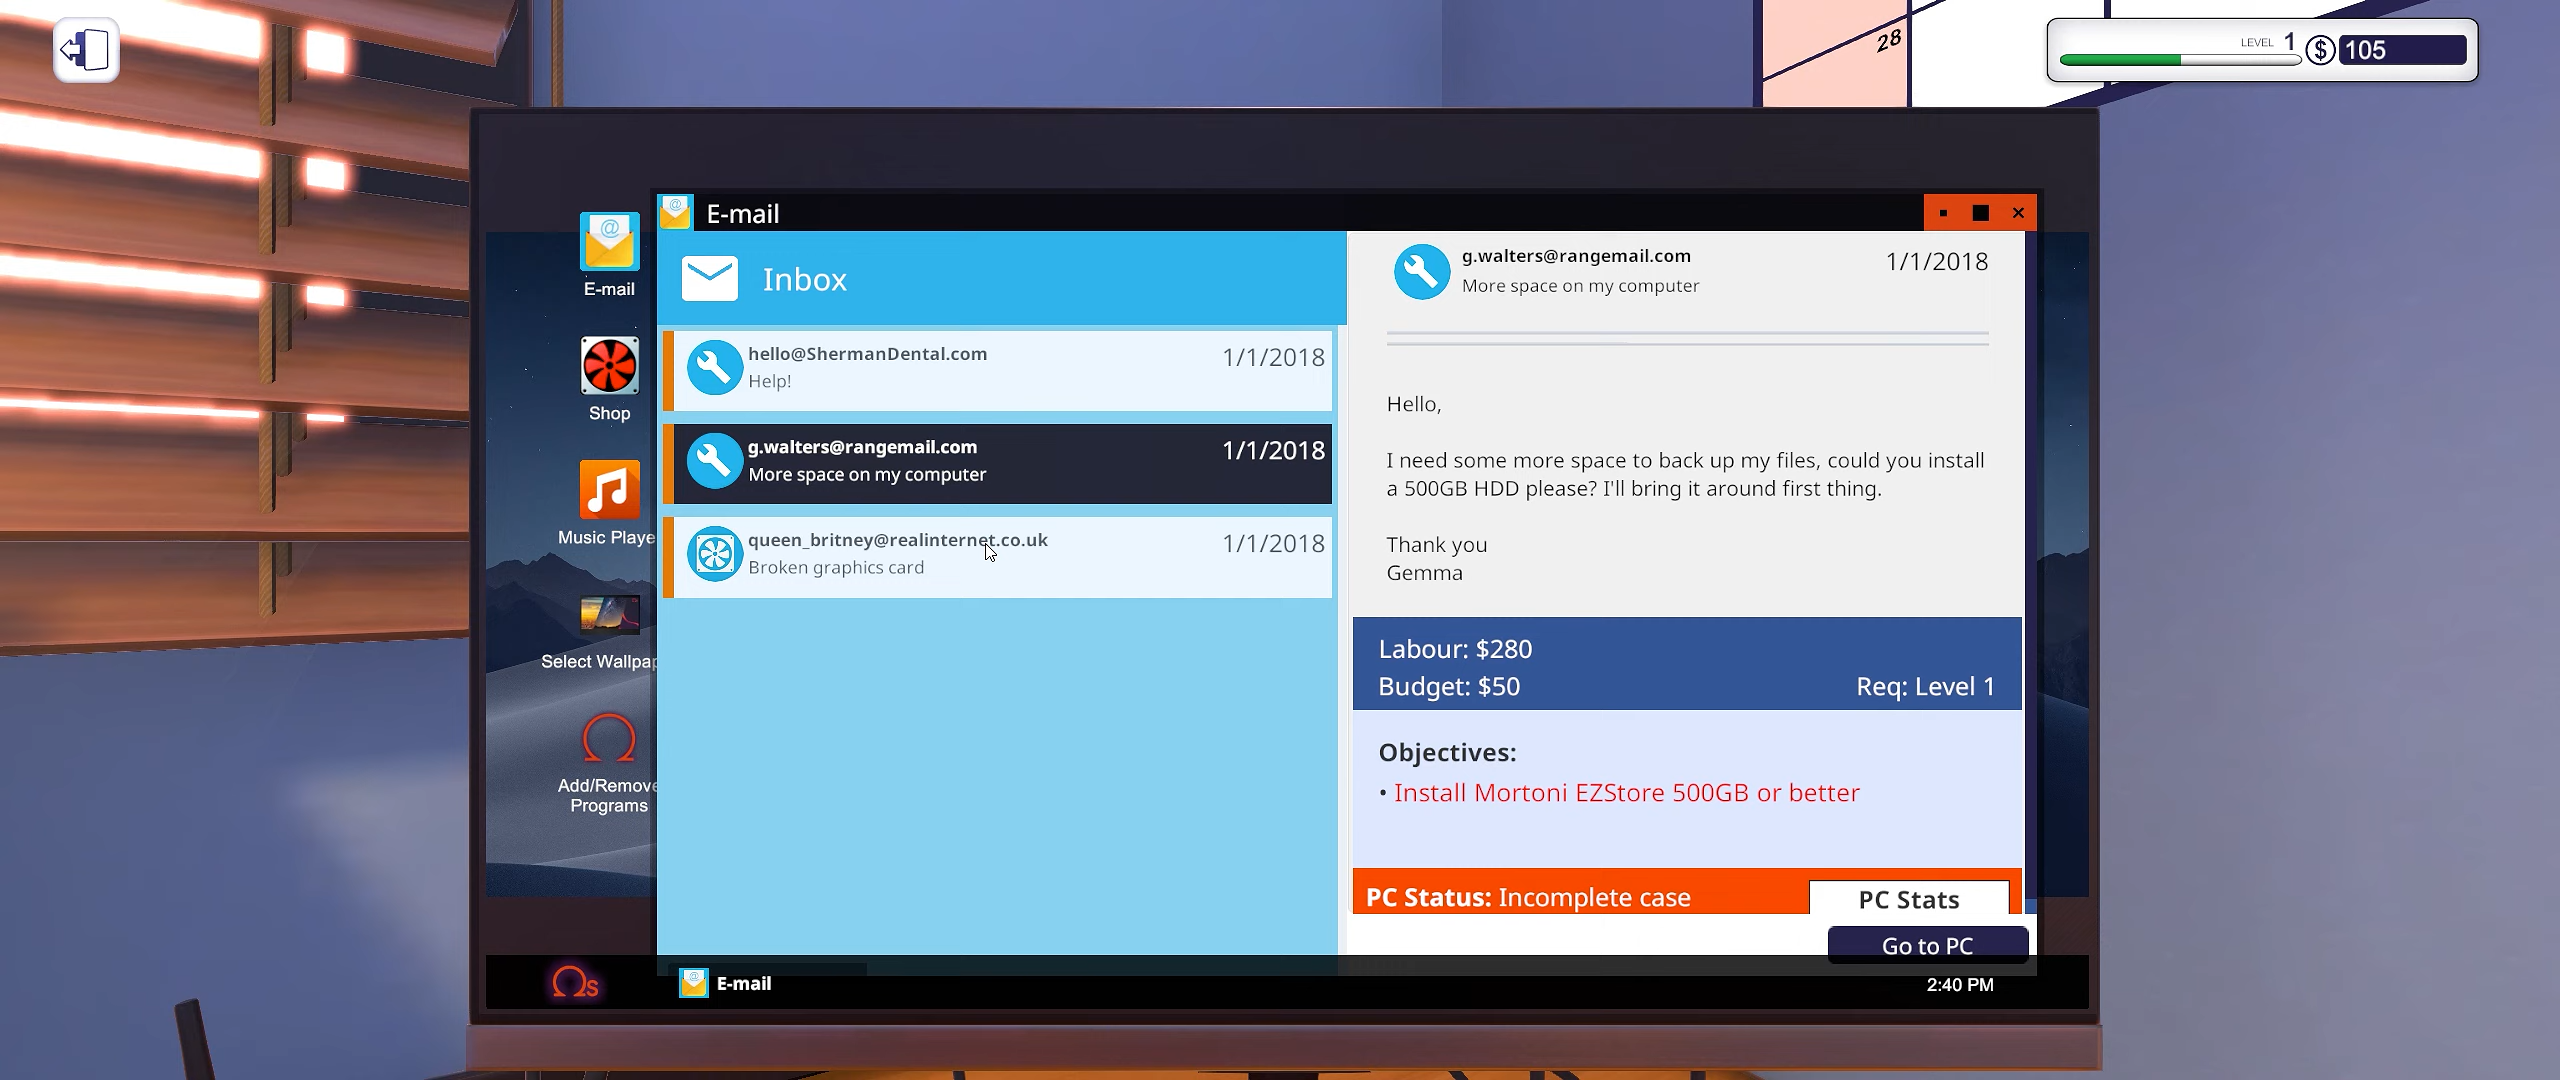 28
LEVEL 1
$ 105
E-mail
E-mail
Shop
Music Playe
Select Wallpap
Add/Remove
Programs
Inbox
hello@ShermanDental.com
1/1/2018
Help!
g.walters@rangemail.com
1/1/2018
More space on my computer
queen_britney@realinternet.co.uk
1/1/2018
Broken graphics card
g.walters@rangemail.com
1/1/2018
More space on my computer
Hello,
I need some more space to back up my files, could you install
a 500GB HDD please? I'll bring it around first thing.
Thank you
Gemma
Labour: $280
Budget: $50
Req: Level 1
Objectives:
• Install Mortoni EZStore 500GB or better
PC Status: Incomplete case
PC Stats
Go to PC
Ωs
E-mail
2:40 PM